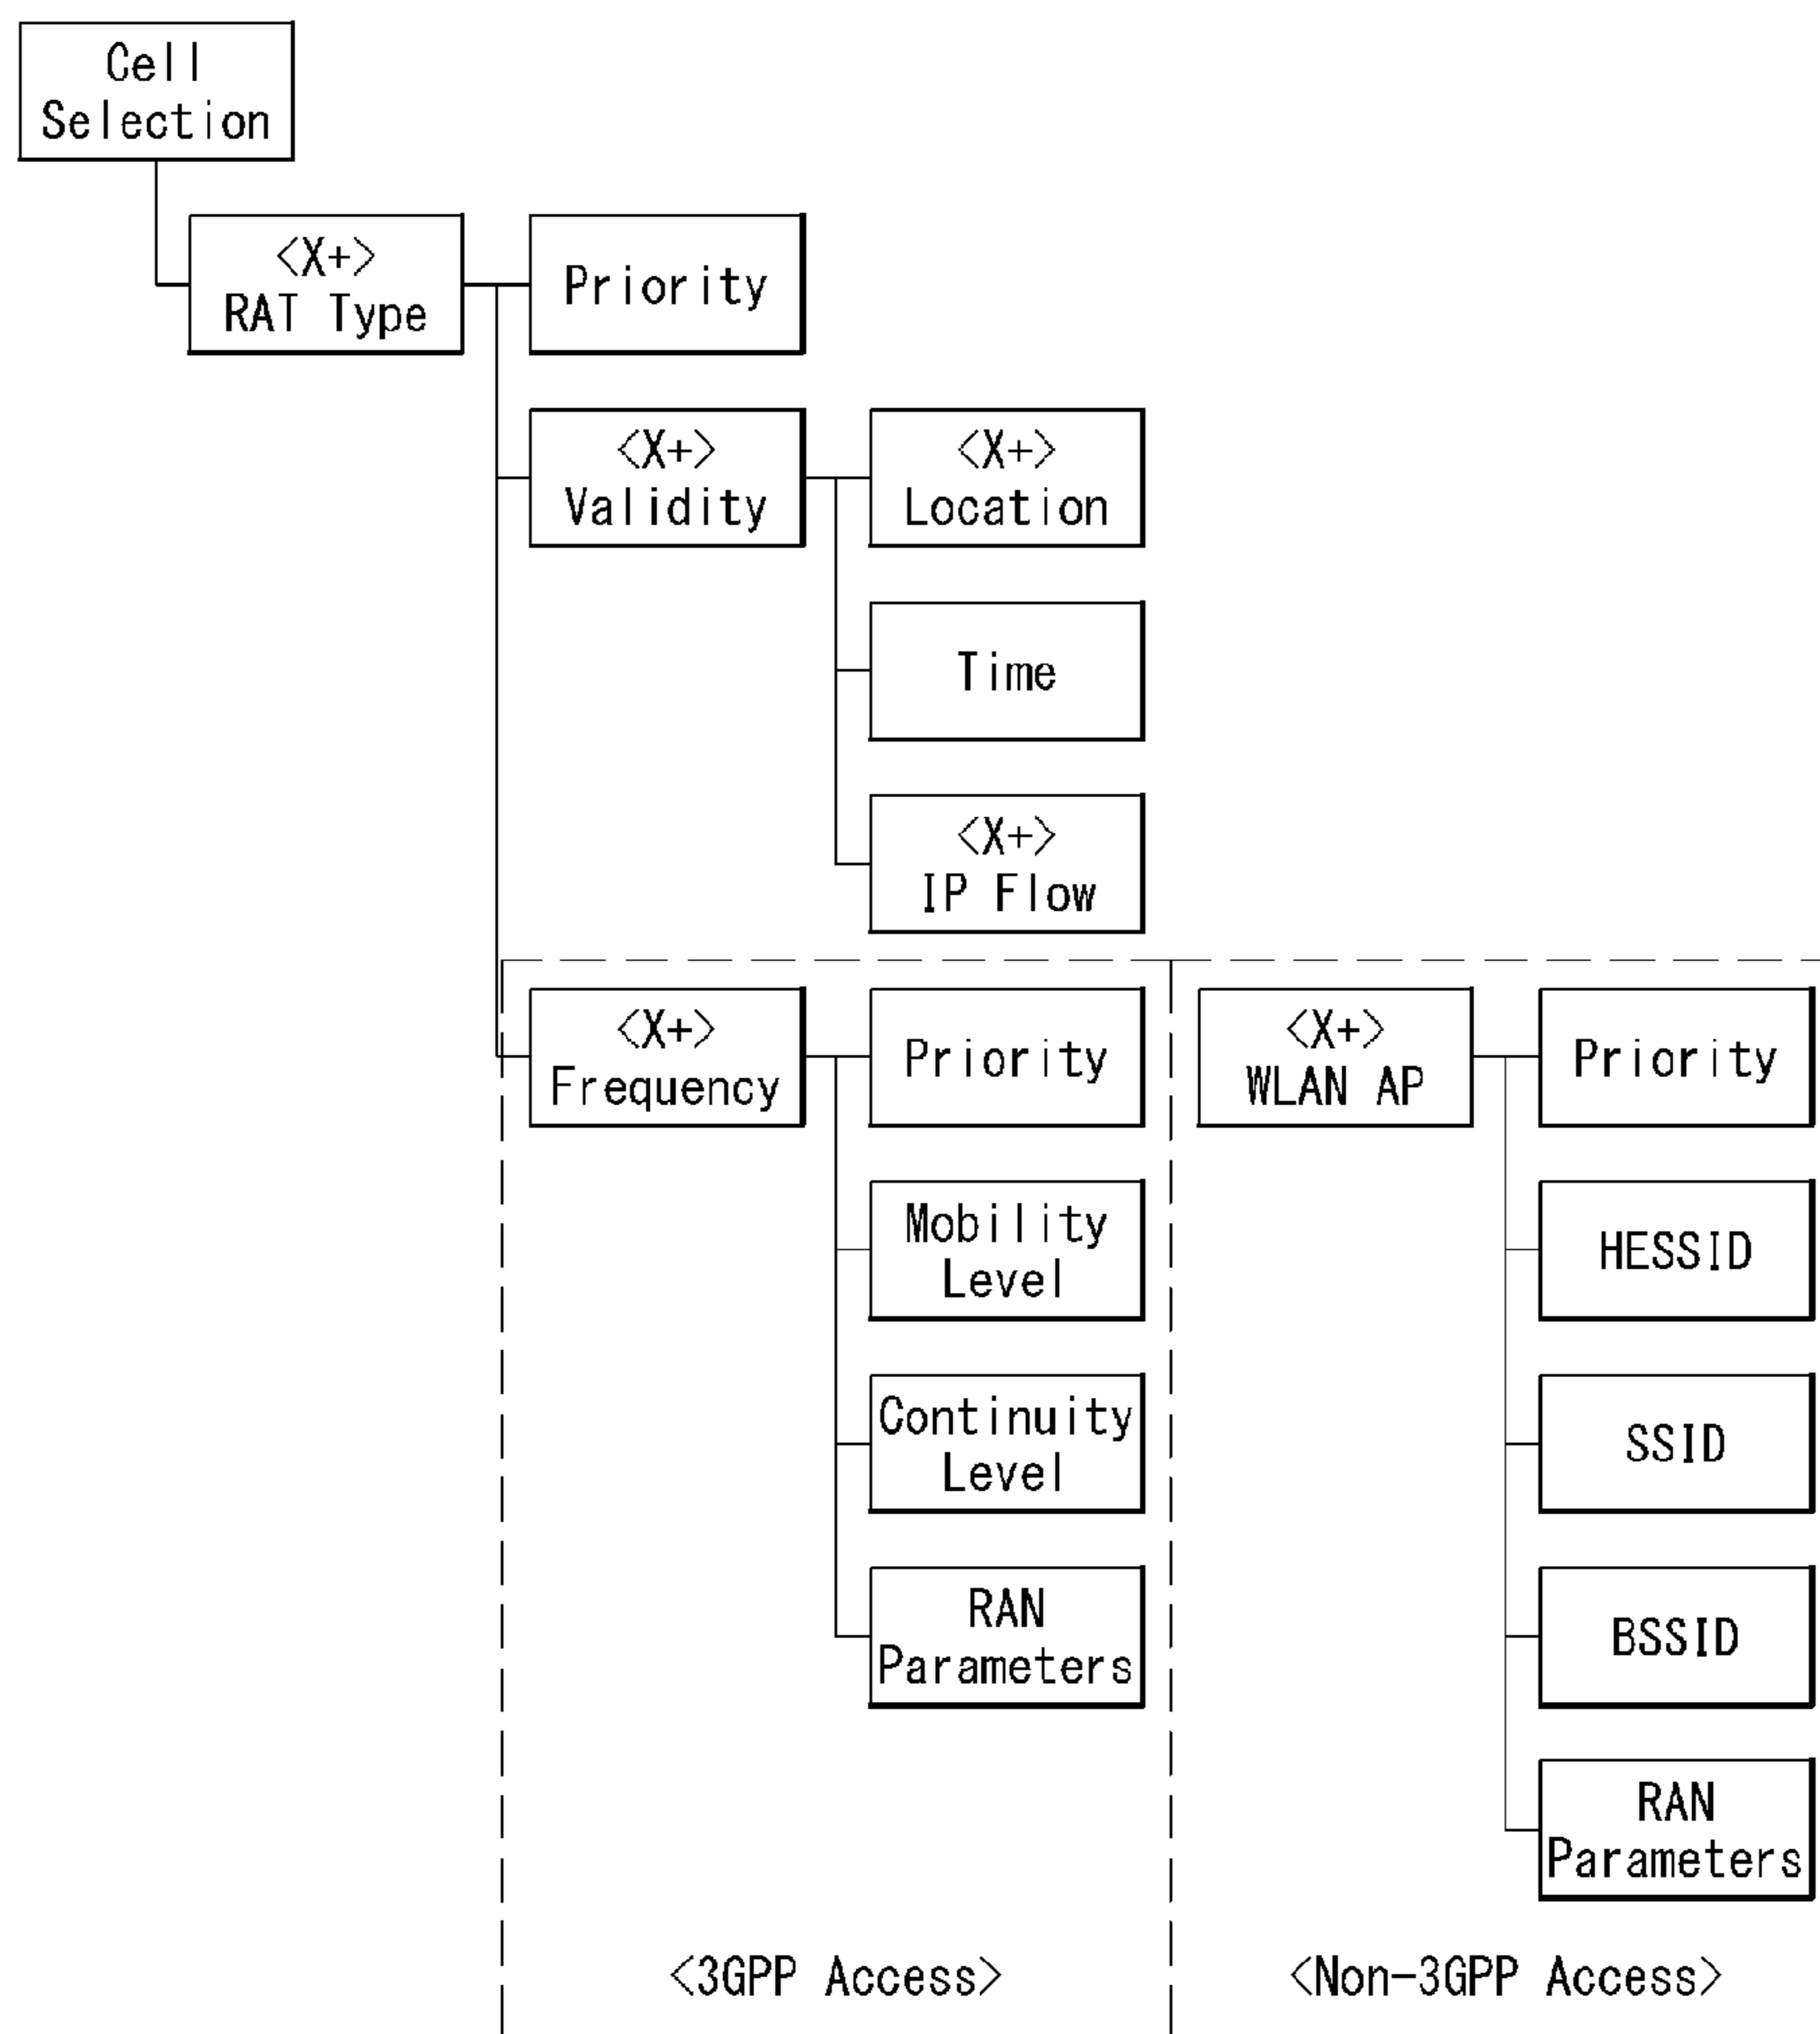 Cell
Selection
<X+>
RAT Type
Priority
<X+>
Validity
<X+>
Location
Time
<X+>
IP Flow
<X+>
Frequency
Priority
Mobility
Level
Continuity
Level
RAN
Parameters
<3GPP Access>
<X+>
WLAN AP
Priority
HESSID
SSID
BSSID
RAN
Parameters
<Non-3GPP Access>